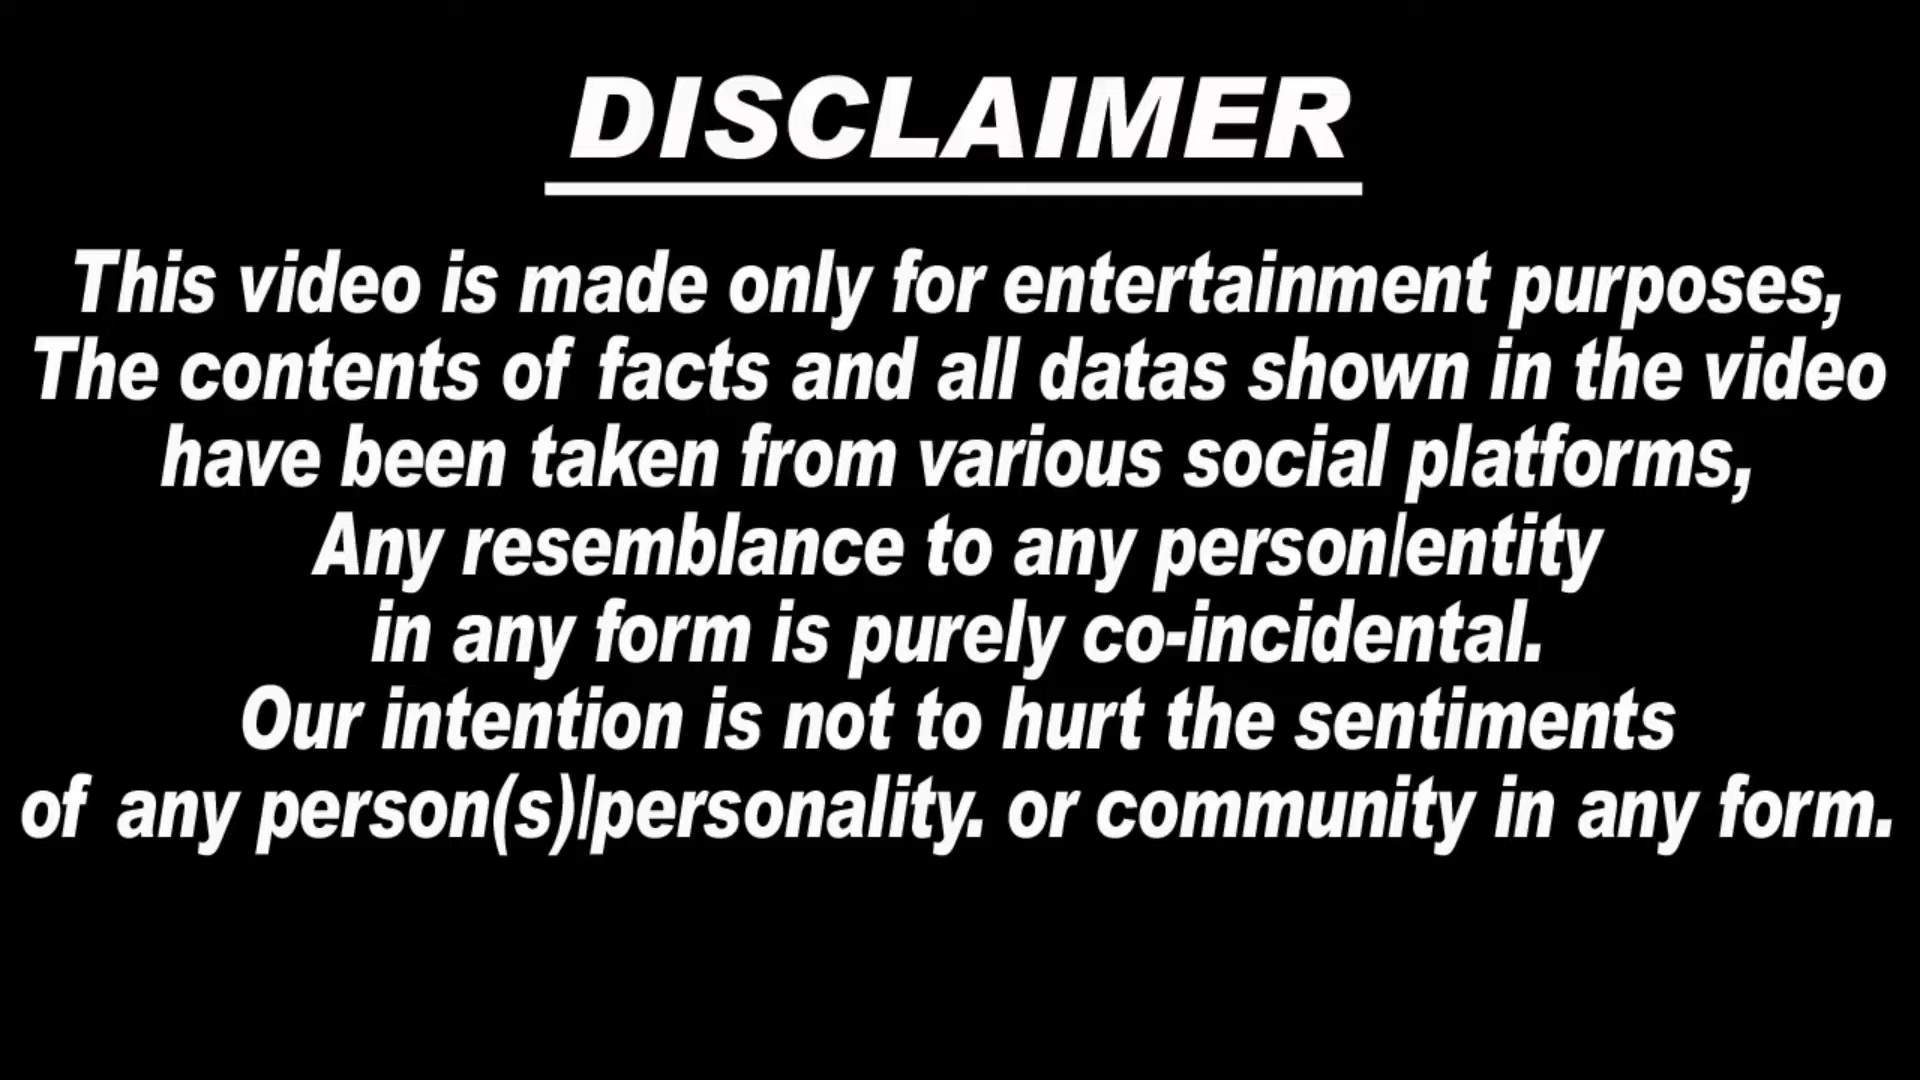 DISCLAIMER
This video is made only for entertainment purposes,
The contents of facts and all datas shown in the video
have been taken from various social platforms,
Any resemblance to any person/entity
in any form is purely co-incidental.
Our intention is not to hurt the sentiments
of any person(s)/personality. or community in any form.